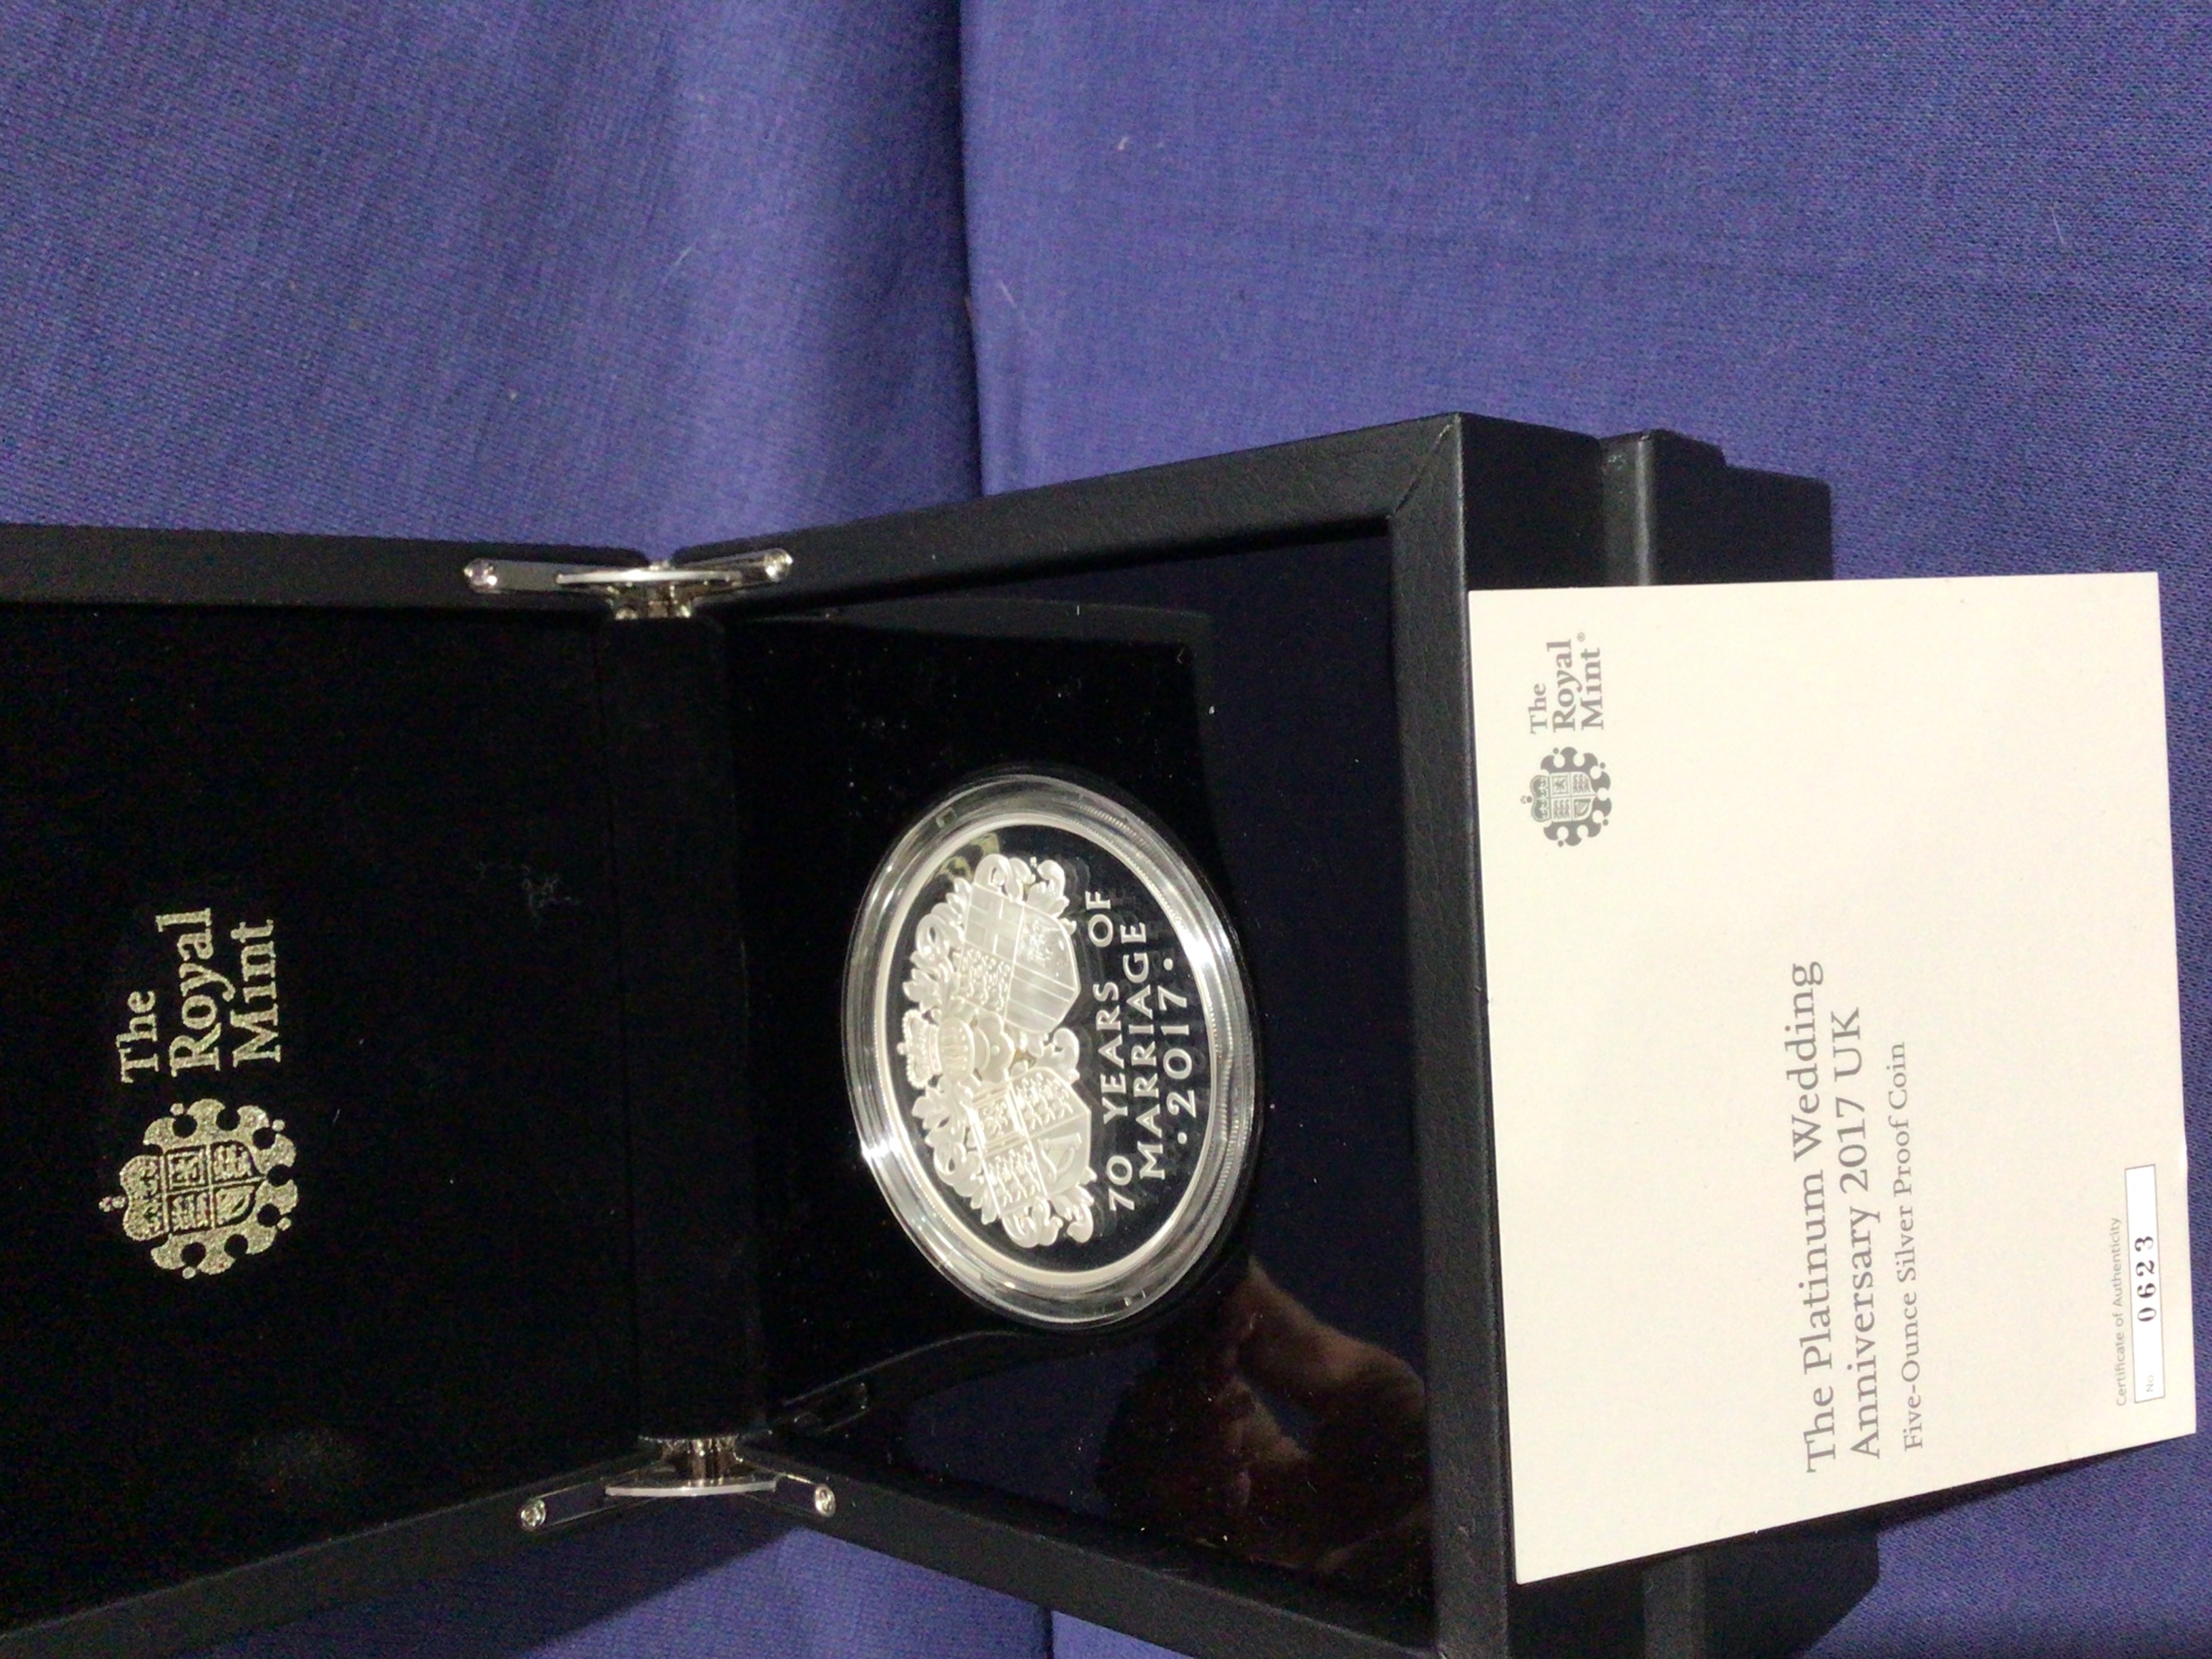 The
Royal
Mint
70 YEARS OF
MARRIAGE
·2017·
The
Royal
Mint®
The Platinum Wedding
Anniversary 2017 UK
Five-Ounce Silver Proof Coin
Certificate of Authenticity
No 0623